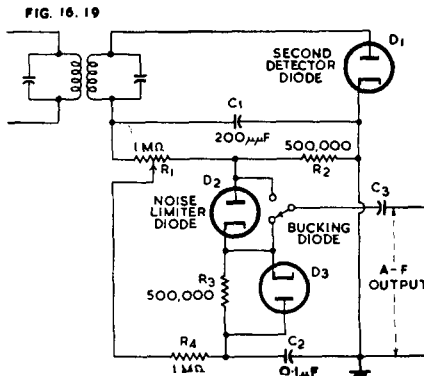 FIG. 16.19
D1
SECOND
DETECTOR
DIODE
C1
200μμF
1MΩ
R1
500,000
R2
D2
C3
NOISE
LIMITER
DIODE
BUCKING
DIODE
R3
500,000
D3
A-F
OUTPUT
R4
1MΩ
C2
0.1μF